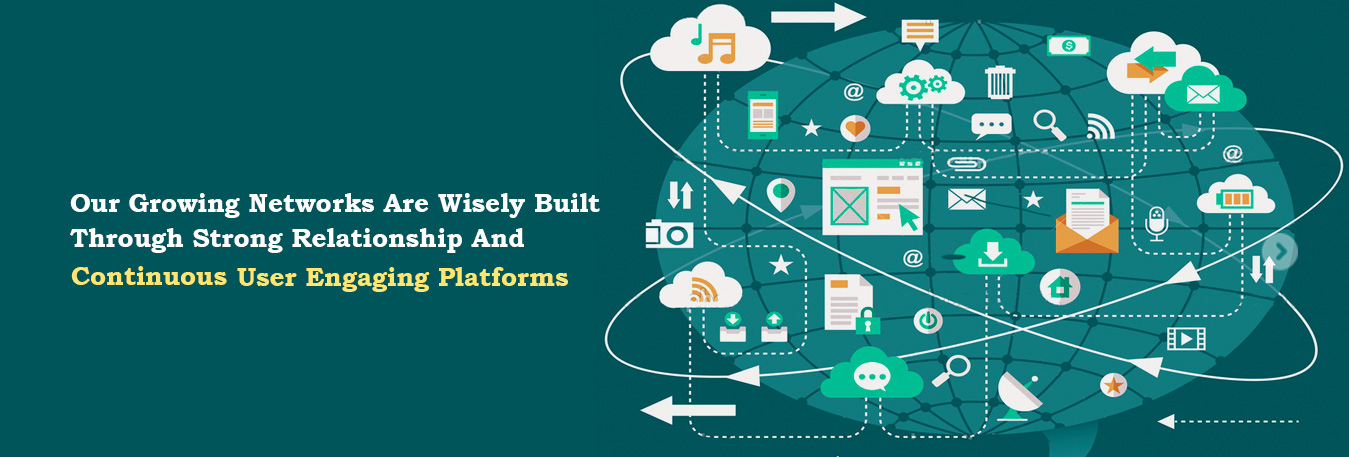 Our Growing Networks Are Wisely Built
Through Strong Relationship And
Continuous User Engaging Platforms
@
$
@
@